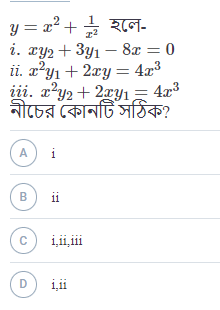 y = x² + 1/x² হলে-
i. xy₂ + 3y₁ − 8x = 0
ii. x²y₁ + 2xy = 4x³
iii. x²y₂ + 2xy₁ = 4x³
নীচের কোনটি সঠিক?
A i
B ii
C i,ii,iii
D i,ii